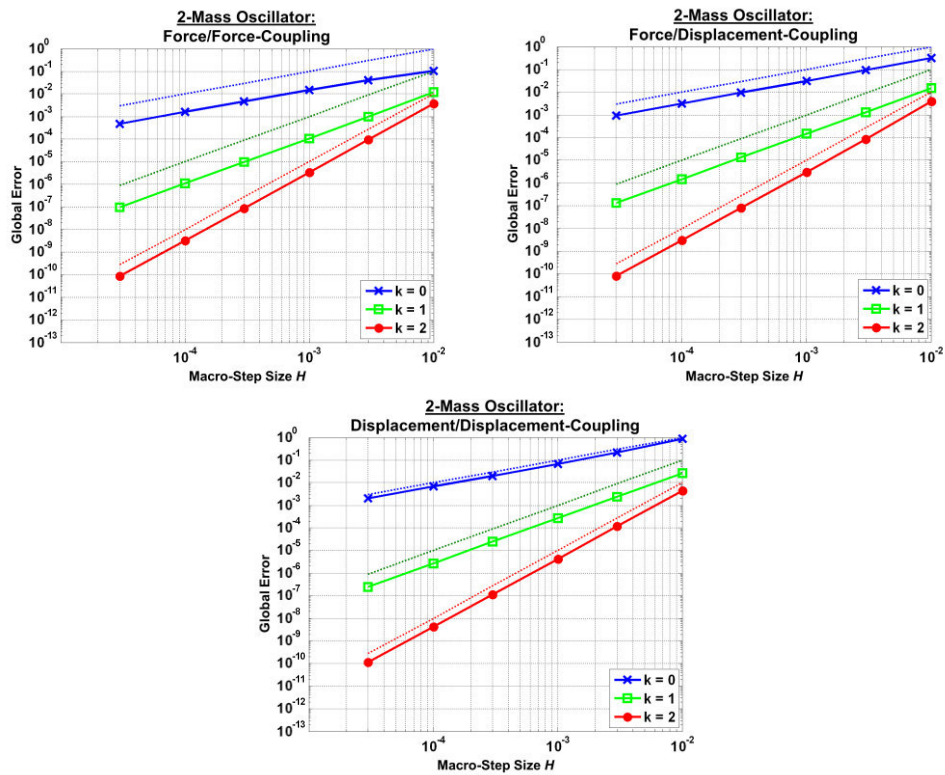 2-Mass Oscillator:
Force/Force-Coupling
10^0
10^-1
10^-2
10^-3
10^-4
10^-5
10^-6
10^-7
10^-8
10^-9
10^-10
10^-11
10^-12
10^-13
Global Error
k = 0
k = 1
k = 2
10^-4
10^-3
10^-2
Macro-Step Size H
2-Mass Oscillator:
Force/Displacement-Coupling
10^0
10^-1
10^-2
10^-3
10^-4
10^-5
10^-6
10^-7
10^-8
10^-9
10^-10
10^-11
10^-12
10^-13
Global Error
k = 0
k = 1
k = 2
10^-4
10^-3
10^-2
Macro-Step Size H
2-Mass Oscillator:
Displacement/Displacement-Coupling
10^0
10^-1
10^-2
10^-3
10^-4
10^-5
10^-6
10^-7
10^-8
10^-9
10^-10
10^-11
10^-12
10^-13
Global Error
k = 0
k = 1
k = 2
10^-4
10^-3
10^-2
Macro-Step Size H